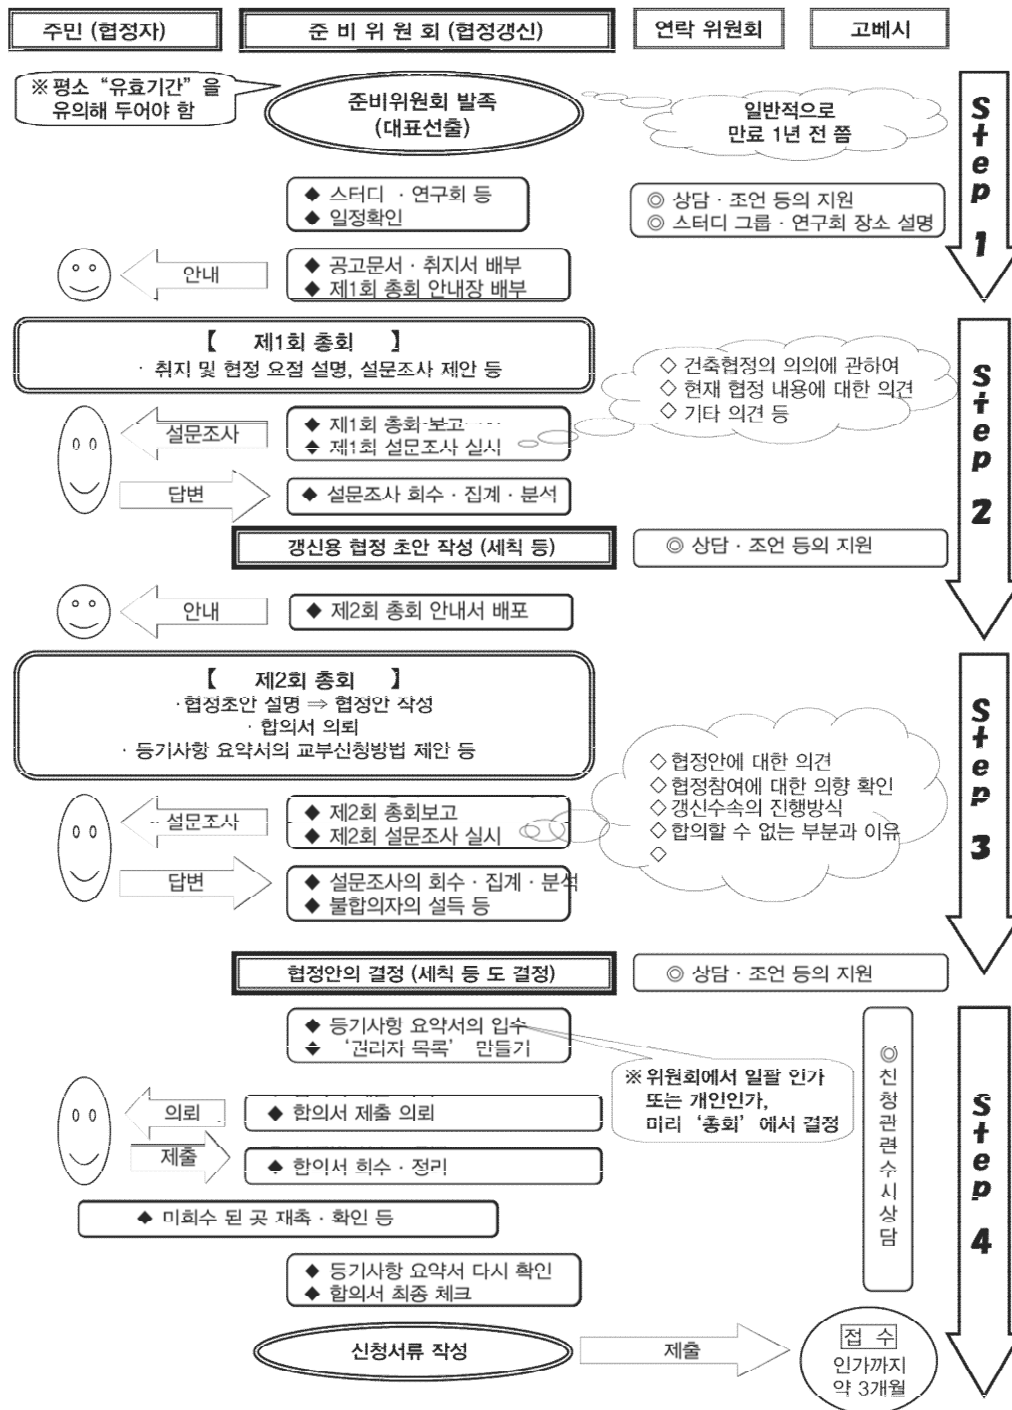 주민 (협정자)
준 비 위 원 회 (협정갱신)
연락 위원회
고베시
※ 평소 “유효기간” 을
유의해 두어야 함
준비위원회 발족
(대표선출)
일반적으로
만료 1년 전 쯤
Step 1
◆ 스터디 · 연구회 등
◆ 일정확인
◎ 상담 · 조언 등의 지원
◎ 스터디 그룹 · 연구회 장소 설명
안내
◆ 공고문서 · 취지서 배부
◆ 제1회 총회 안내장 배부
【 제1회 총회 】
· 취지 및 협정 요점 설명, 설문조사 제안 등
◇ 건축협정의 의의에 관하여
◇ 현재 협정 내용에 대한 의견
◇ 기타 의견 등
Step 2
설문조사
◆ 제1회 총회 보고
◆ 제1회 설문조사 실시
답변
◆ 설문조사 회수 · 집계 · 분석
갱신용 협정 초안 작성 (세칙 등)
◎ 상담 · 조언 등의 지원
안내
◆ 제2회 총회 안내서 배포
【 제2회 총회 】
· 협정초안 설명 ⇒ 협정안 작성
· 합의서 의뢰
· 등기사항 요약서의 교부신청방법 제안 등
Step 3
◇ 협정안에 대한 의견
◇ 협정참여에 대한 의향 확인
◇ 갱신수속의 진행방식
◇ 합의할 수 없는 부분과 이유
◇
설문조사
◆ 제2회 총회보고
◆ 제2회 설문조사 실시
답변
◆ 설문조사의 회수 · 집계 · 분석
◆ 불합의자의 설득 등
협정안의 결정 (세칙 등 도 결정)
◎ 상담 · 조언 등의 지원
◆ 등기사항 요약서의 입수
◆ ‘권리자 목록’ 만들기
※ 위원회에서 일괄 인가
또는 개인인가,
미리 ‘총회’ 에서 결정
◎ 신청관련수시상담
Step 4
의뢰
◆ 합의서 제출 의뢰
제출
◆ 합의서 회수 · 정리
◆ 미회수 된 곳 재촉 · 확인 등
◆ 등기사항 요약서 다시 확인
◆ 합의서 최종 체크
신청서류 작성
제출
접 수
인가까지
약 3개월